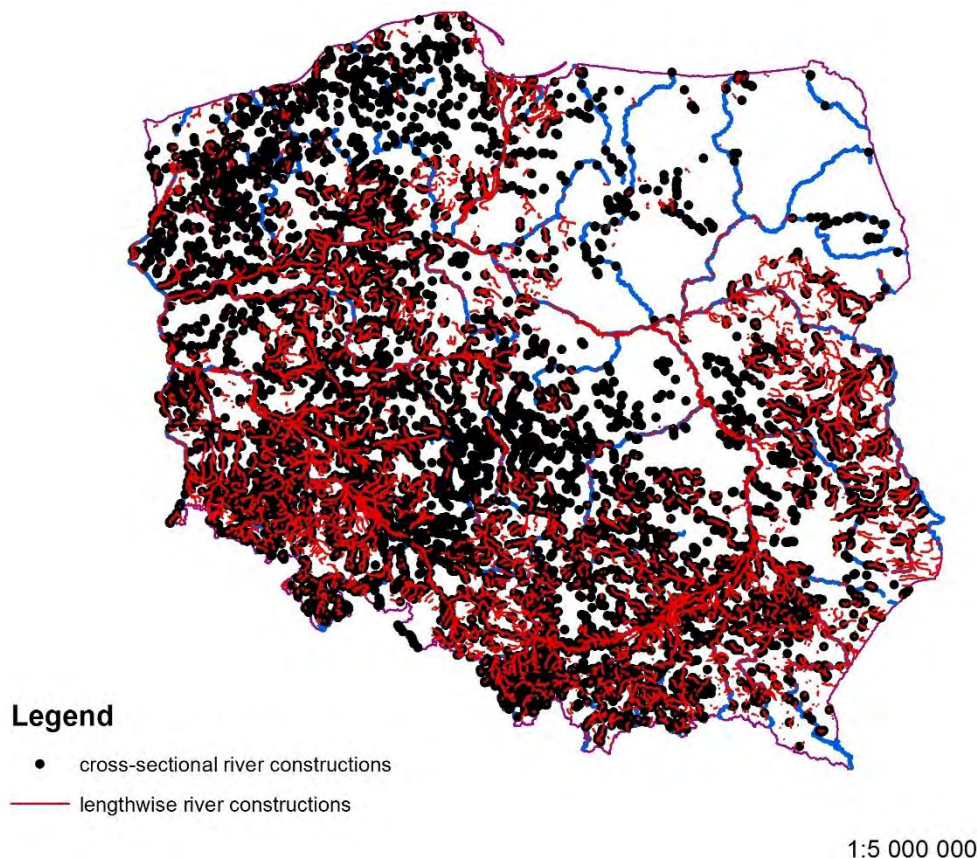 Legend
cross-sectional river constructions
lengthwise river constructions
1:5 000 000